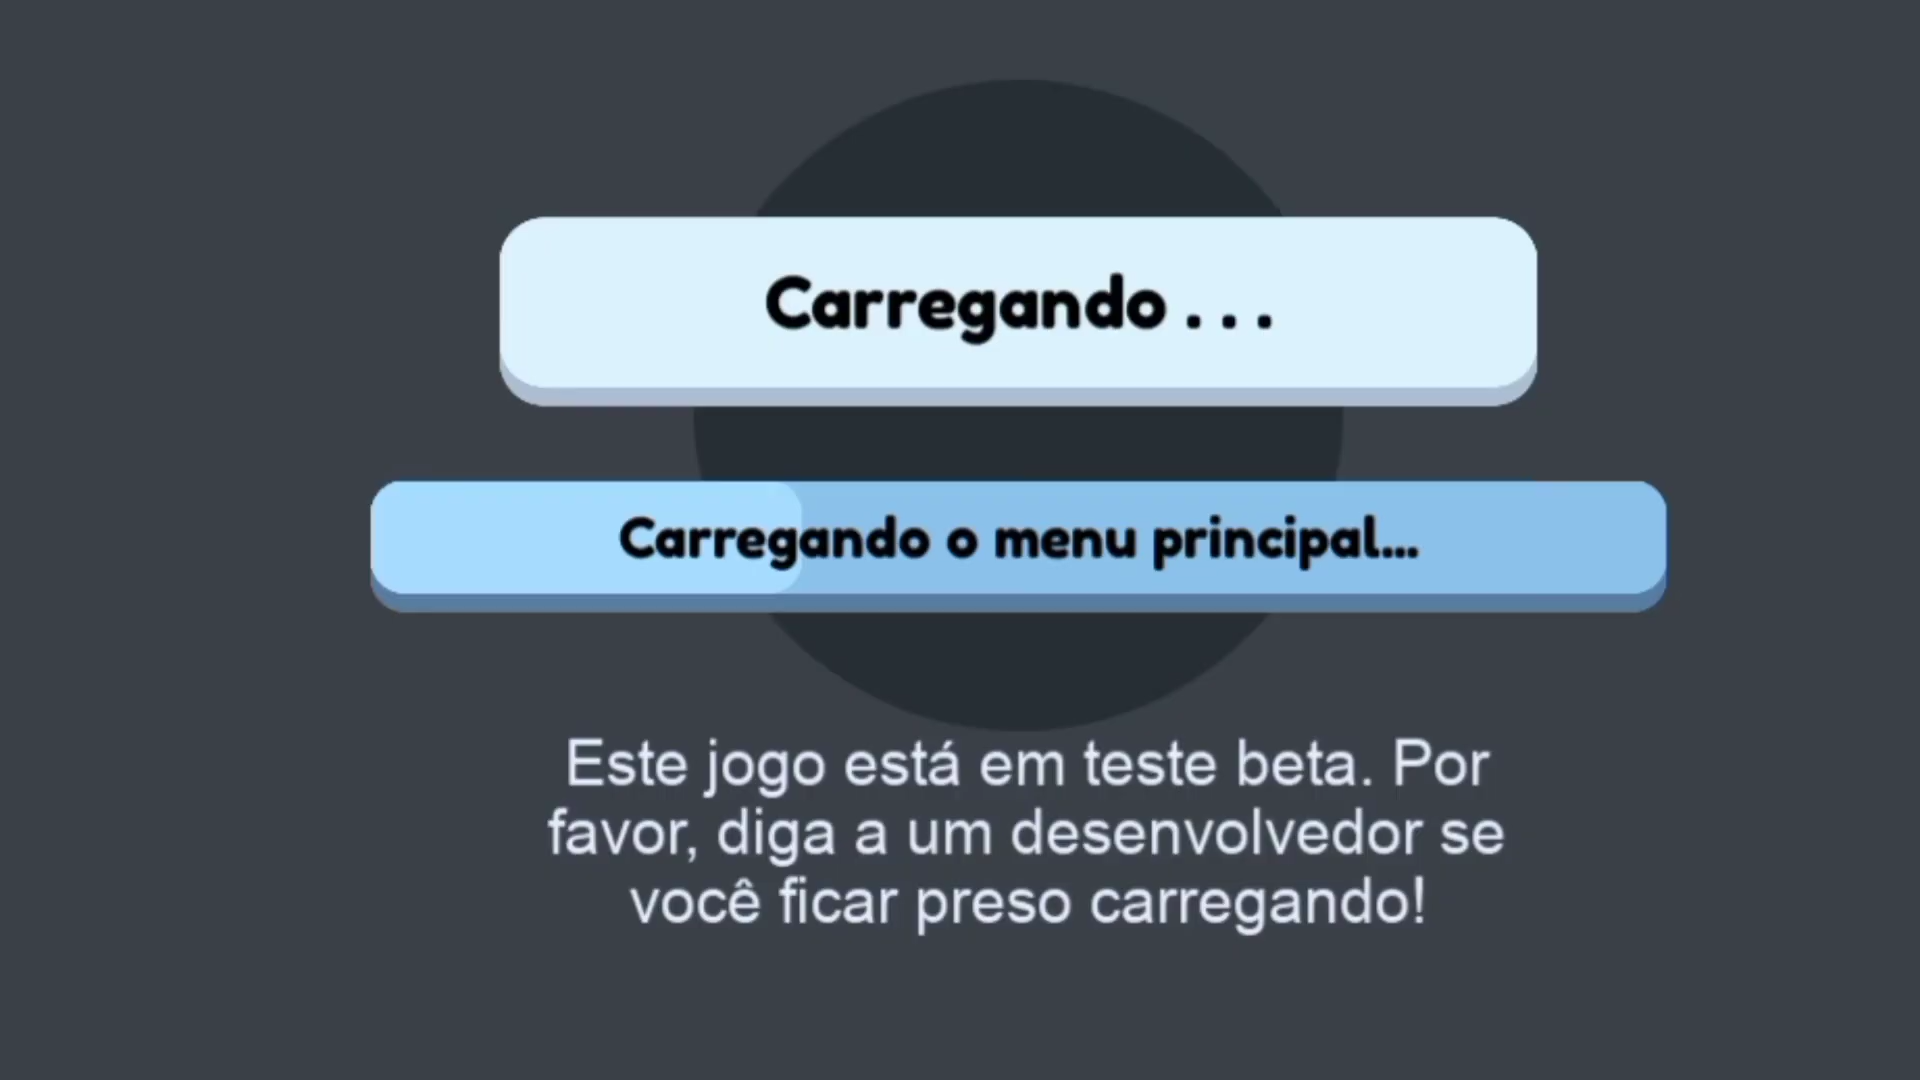 Carregando . . .
Carregando o menu principal...
Este jogo está em teste beta. Por
favor, diga a um desenvolvedor se
você ficar preso carregando!